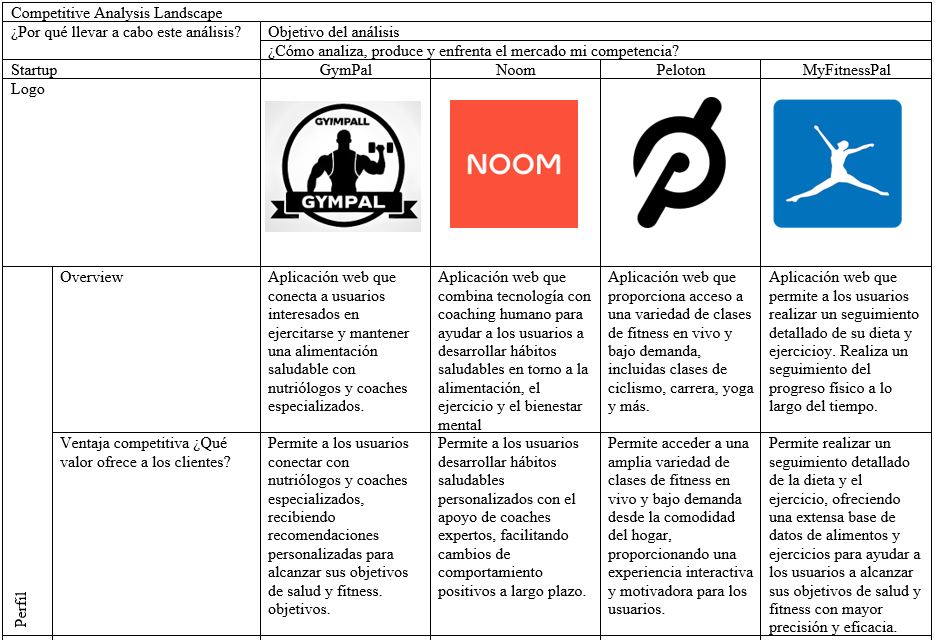 Competitive Analysis Landscape
¿Por qué llevar a cabo este análisis?
Objetivo del análisis
¿Cómo analiza, produce y enfrenta el mercado mi competencia?
Startup
GymPal
Noom
Peloton
MyFitnessPal
Logo
GYIMPALL
GYMPAL
NOOM
Perfil
Overview
Aplicación web que
conecta a usuarios
interesados en
ejercitarse y mantener
una alimentación
saludable con
nutriólogos y coaches
especializados.
Aplicación web que
combina tecnología con
coaching humano para
ayudar a los usuarios a
desarrollar hábitos
saludables en torno a la
alimentación, el
ejercicio y el bienestar
mental
Aplicación web que
proporciona acceso a
una variedad de clases
de fitness en vivo y
bajo demanda,
incluidas clases de
ciclismo, carrera, yoga
y más.
Aplicación web que
permite a los usuarios
realizar un seguimiento
detallado de su dieta y
ejercicioy. Realiza un
seguimiento del
progreso físico a lo
largo del tiempo.
Ventaja competitiva ¿Qué
valor ofrece a los clientes?
Permite a los usuarios
conectar con
nutriólogos y coaches
especializados,
recibiendo
recomendaciones
personalizadas para
alcanzar sus objetivos
de salud y fitness.
objetivos.
Permite a los usuarios
desarrollar hábitos
saludables
personalizados con el
apoyo de coaches
expertos, facilitando
cambios de
comportamiento
positivos a largo plazo.
Permite acceder a una
amplia variedad de
clases de fitness en
vivo y bajo demanda
desde la comodidad
del hogar,
proporcionando una
experiencia interactiva
y motivadora para los
usuarios.
Permite realizar un
seguimiento detallado
de la dieta y el
ejercicio, ofreciendo
una extensa base de
datos de alimentos y
ejercicios para ayudar a
los usuarios a alcanzar
sus objetivos de salud y
fitness con mayor
precisión y eficacia.